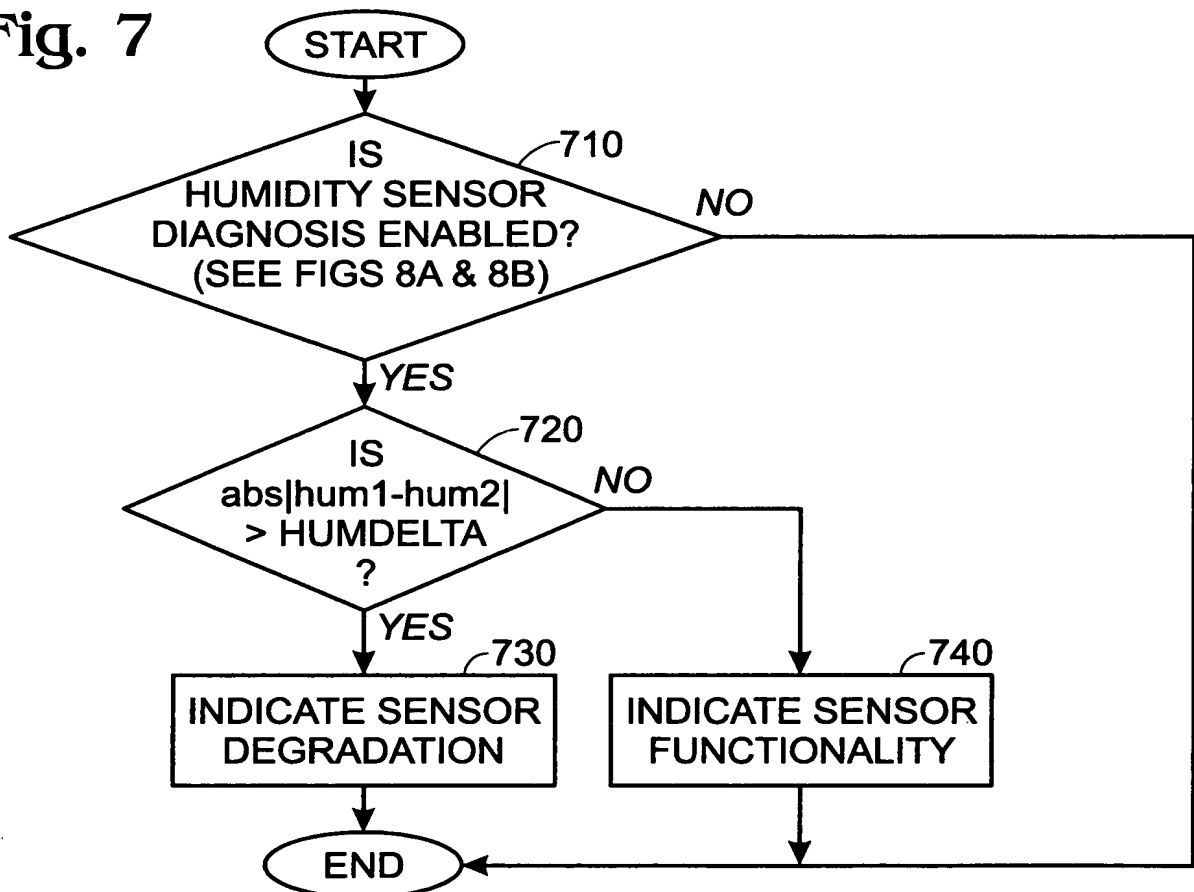 Fig. 7
START
710
IS
HUMIDITY SENSOR
DIAGNOSIS ENABLED?
(SEE FIGS 8A & 8B)
NO
YES
720
IS
abs|hum1-hum2|
> HUMDELTA
?
NO
YES
730
INDICATE SENSOR
DEGRADATION
740
INDICATE SENSOR
FUNCTIONALITY
END